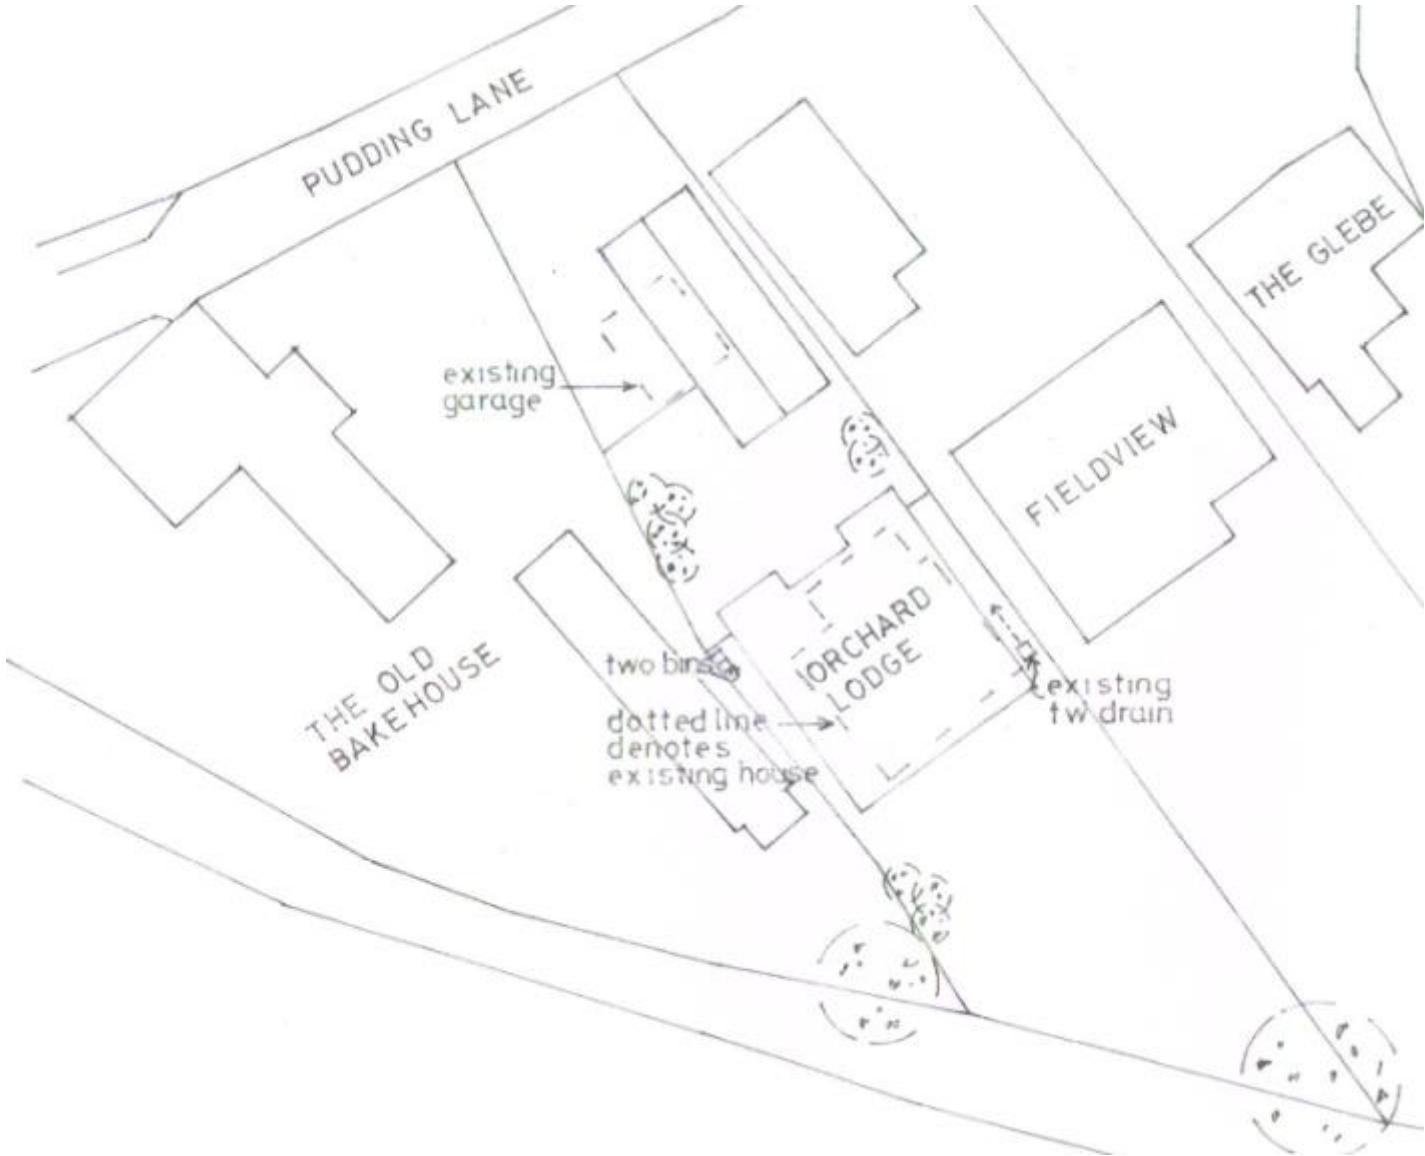 PUDDING LANE
THE GLEBE
existing
garage
FIELDVIEW
ORCHARD
LODGE
THE OLD
BAKEHOUSE
two bins
existing
tw drain
dotted line
denotes
existing house